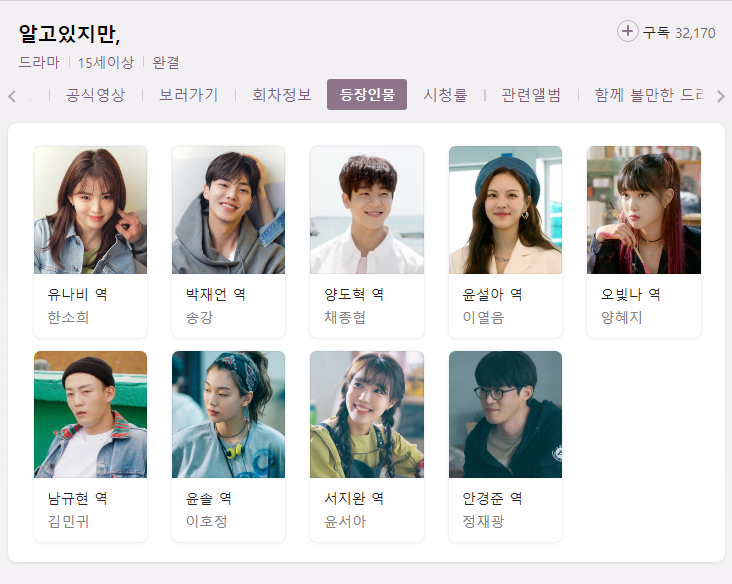 알고있지만,
구독 32,170
드라마 15세이상 완결
공식영상 보러가기 회차정보 등장인물 시청률 관련앨범 함께 볼만한 드라
유나비 역 박재언 역 양도혁 역 윤설아 역 오빛나 역
한소희 송강 채종협 이열음 양혜지
남규현 역 윤솔 역 서지완 역 안경준 역
김민귀 이호정 윤서아 정재광